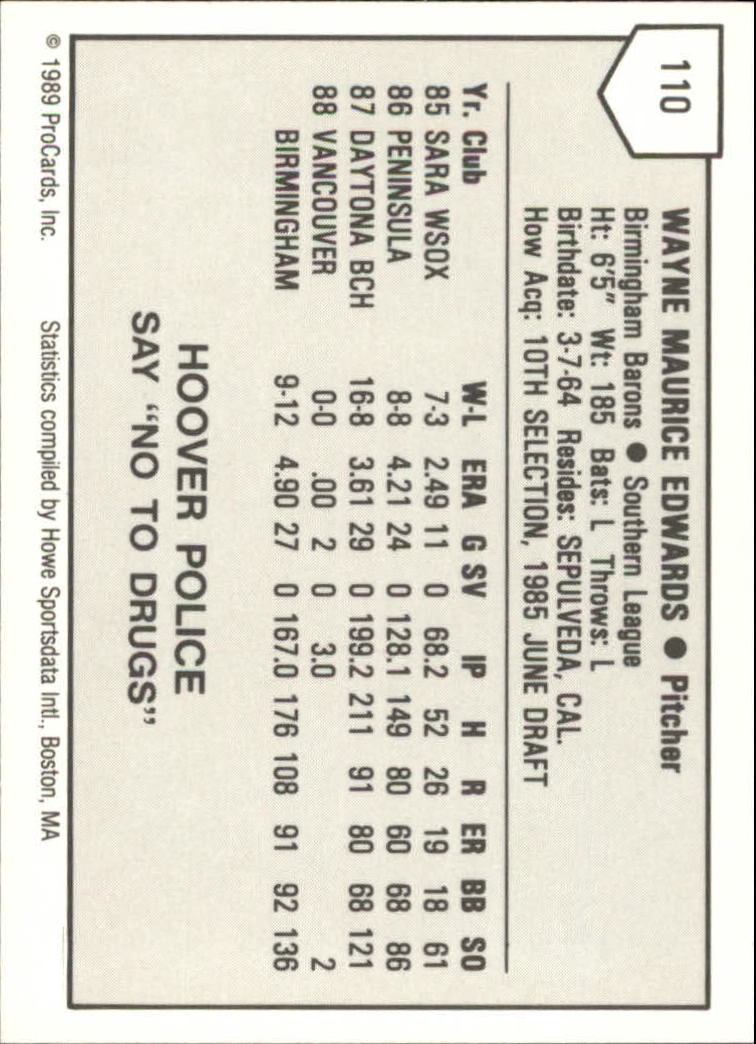 110
WAYNE MAURICE EDWARDS ● Pitcher
Birmingham Barons ● Southern League
Ht: 6'5" Wt: 185 Bats: L Throws: L
Birthdate: 3-7-64 Resides: SEPULVEDA, CAL.
How Acq: 10TH SELECTION, 1985 JUNE DRAFT
Yr. Club W-L ERA G SV IP H R ER BB SO
85 SARA WSOX 7-3 2.49 11 0 68.2 52 26 19 18 61
86 PENINSULA 8-8 4.21 24 0 128.1 149 80 60 68 86
87 DAYTONA BCH 16-8 3.61 29 0 199.2 211 91 80 68 121
88 VANCOUVER 0-0 .00 2 0 3.0 2
BIRMINGHAM 9-12 4.90 27 0 167.0 176 108 91 92 136
HOOVER POLICE
SAY “NO TO DRUGS”
© 1989 ProCards, Inc. Statistics compiled by Howe Sportsdata Intl., Boston, MA